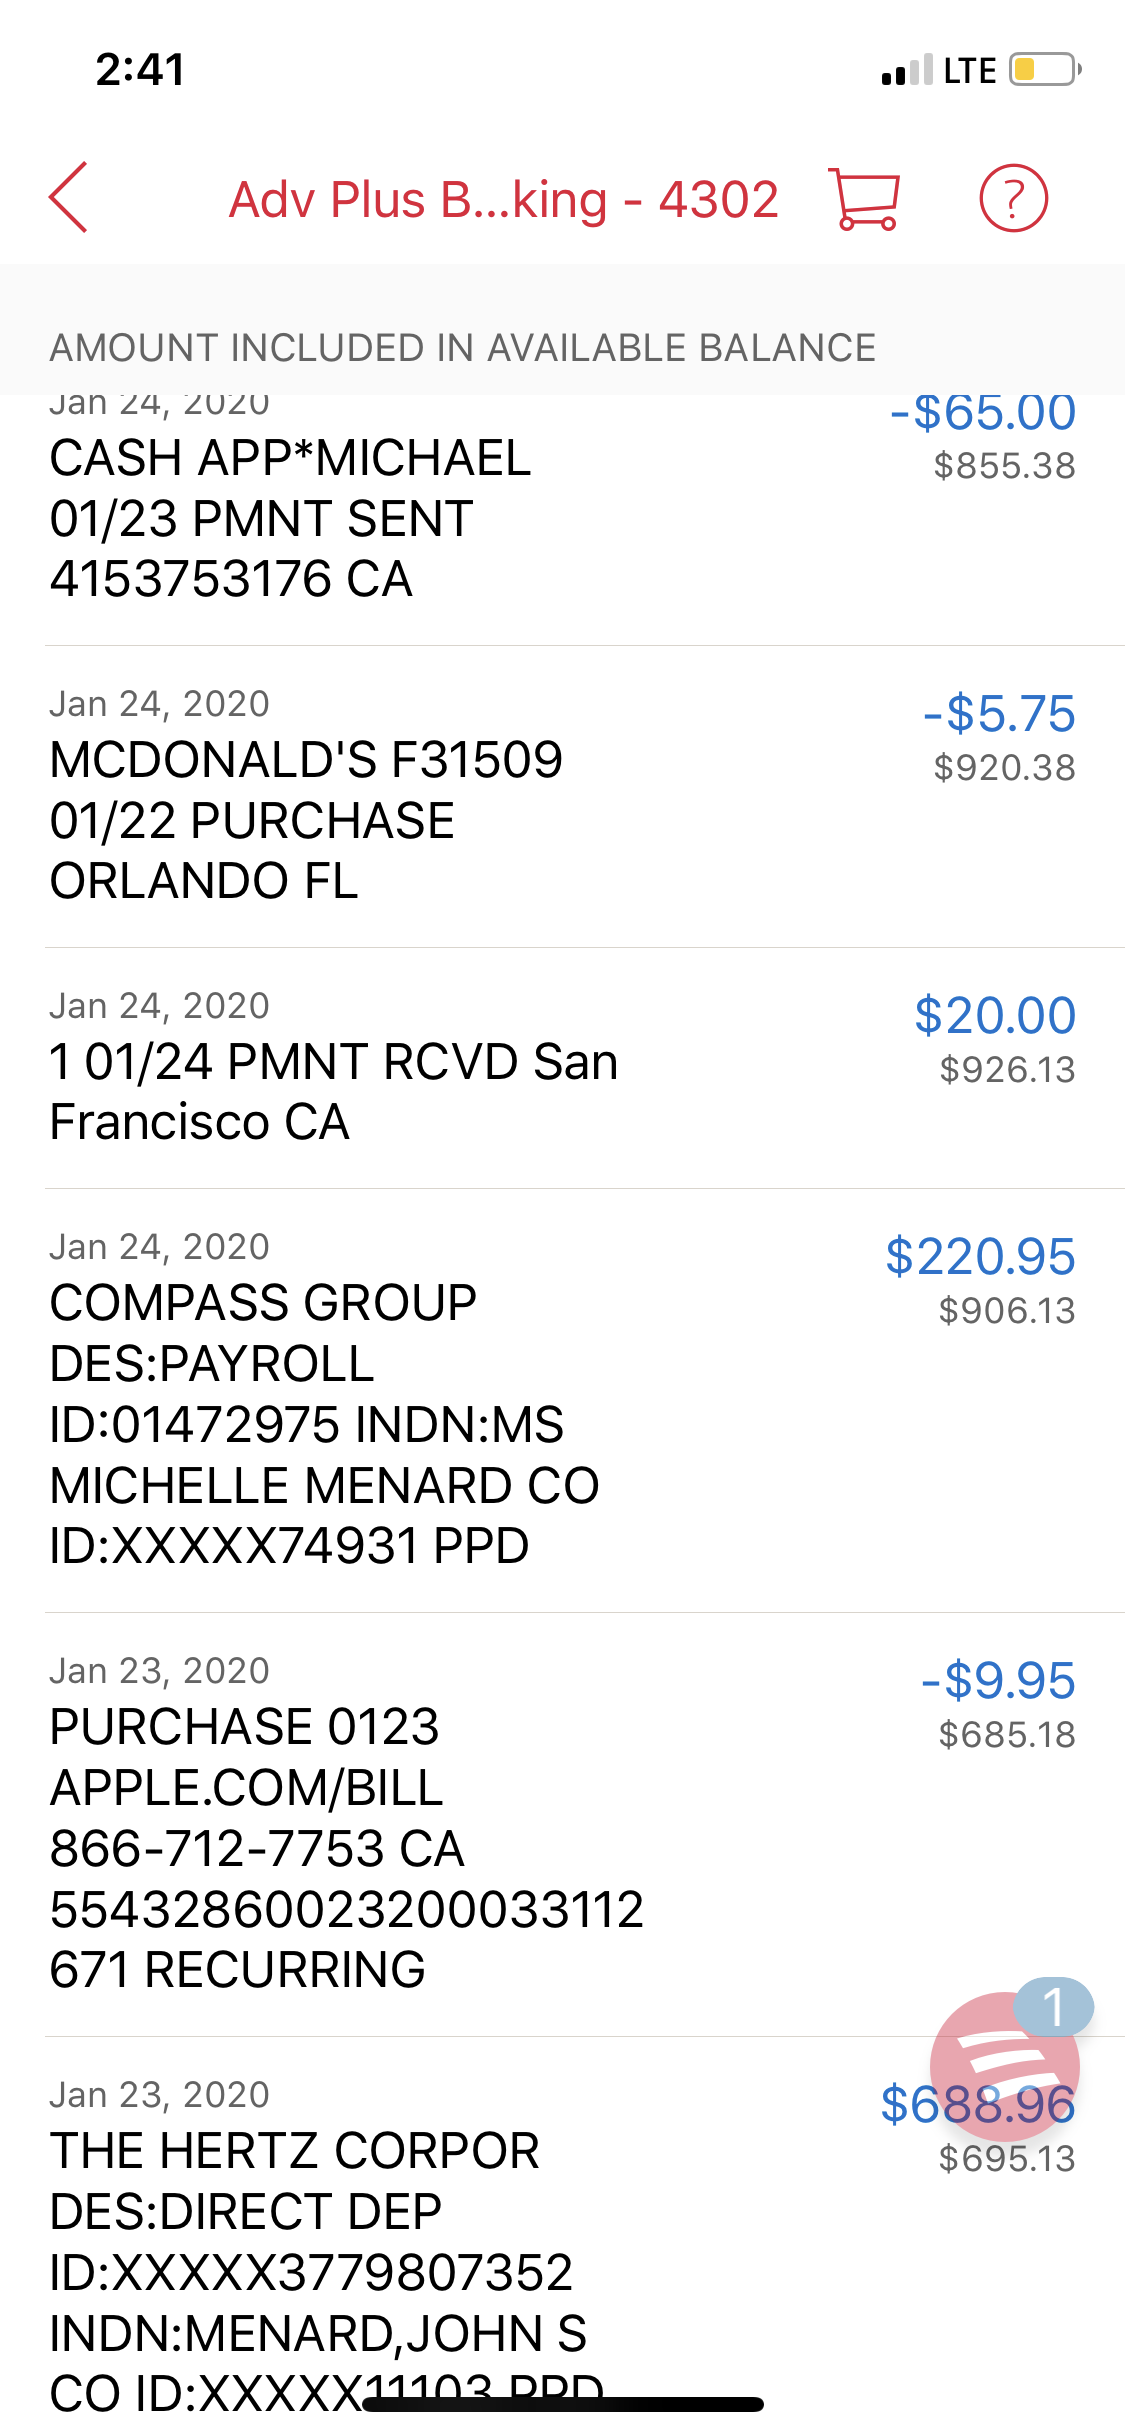 2:41
LTE
Adv Plus B...king - 4302
?
AMOUNT INCLUDED IN AVAILABLE BALANCE
Jan 24, 2020
-$65.00
CASH APP*MICHAEL
$855.38
01/23 PMNT SENT
4153753176 CA
Jan 24, 2020
-$5.75
MCDONALD'S F31509
$920.38
01/22 PURCHASE
ORLANDO FL
Jan 24, 2020
$20.00
1 01/24 PMNT RCVD San
$926.13
Francisco CA
Jan 24, 2020
$220.95
COMPASS GROUP
$906.13
DES:PAYROLL
ID:01472975 INDN:MS
MICHELLE MENARD CO
ID:XXXXX74931 PPD
Jan 23, 2020
-$9.95
PURCHASE 0123
$685.18
APPLE.COM/BILL
866-712-7753 CA
55432860023200033112
671 RECURRING
1
Jan 23, 2020
$688.96
THE HERTZ CORPOR
$695.13
DES:DIRECT DEP
ID:XXXXX3779807352
INDN:MENARD,JOHN S
CO ID:XXXXX11103 PPD